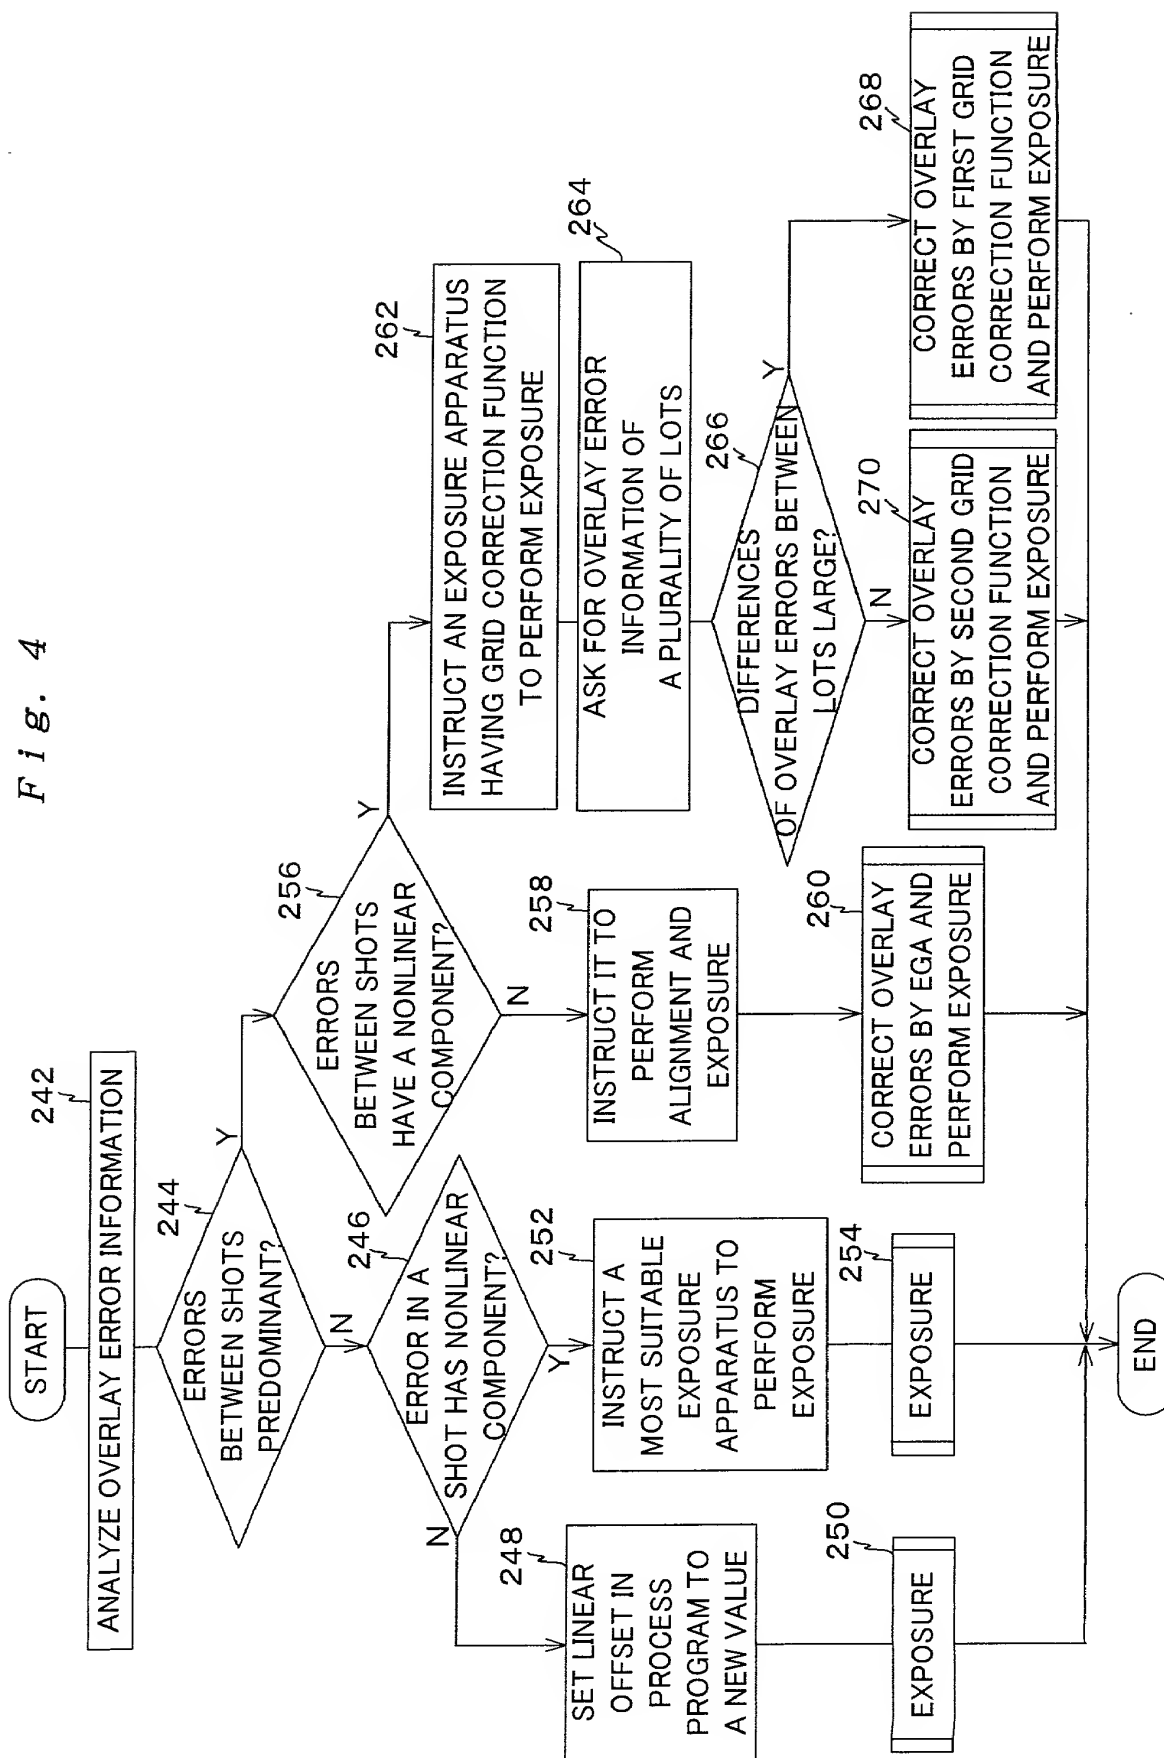 Fig. 4
START
242
ANALYZE OVERLAY ERROR INFORMATION
244
ERRORS
BETWEEN SHOTS
PREDOMINANT?
Y
N
246
ERROR IN A
SHOT HAS NONLINEAR
COMPONENT?
N
Y
248
SET LINEAR
OFFSET IN
PROCESS
PROGRAM TO
A NEW VALUE
250
EXPOSURE
252
INSTRUCT A
MOST SUITABLE
EXPOSURE
APPARATUS TO
PERFORM
EXPOSURE
254
EXPOSURE
256
ERRORS
BETWEEN SHOTS
HAVE A NONLINEAR
COMPONENT?
Y
N
258
INSTRUCT IT TO
PERFORM
ALIGNMENT AND
EXPOSURE
260
CORRECT OVERLAY
ERRORS BY EGA AND
PERFORM EXPOSURE
262
INSTRUCT AN EXPOSURE APPARATUS
HAVING GRID CORRECTION FUNCTION
TO PERFORM EXPOSURE
264
ASK FOR OVERLAY ERROR
INFORMATION OF
A PLURALITY OF LOTS
266
DIFFERENCES
OF OVERLAY ERRORS BETWEEN
LOTS LARGE?
Y
N
268
CORRECT OVERLAY
ERRORS BY FIRST GRID
CORRECTION FUNCTION
AND PERFORM EXPOSURE
270
CORRECT OVERLAY
ERRORS BY SECOND GRID
CORRECTION FUNCTION
AND PERFORM EXPOSURE
END